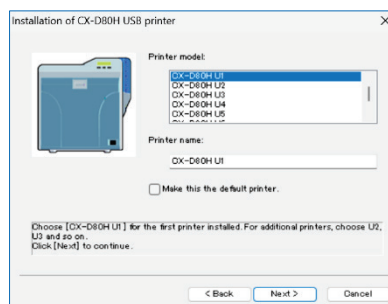 Installation of CX-D80H USB printer
Printer model:
CX-D80H U1
CX-D80H U2
CX-D80H U3
CX-D80H U4
CX-D80H U5
Printer name:
CX-D80H U1
Make this the default printer.
Choose [CX-D80H U1] for the first printer installed. For additional printers, choose U2,
U3 and so on.
Click [Next] to continue.
< Back Next > Cancel